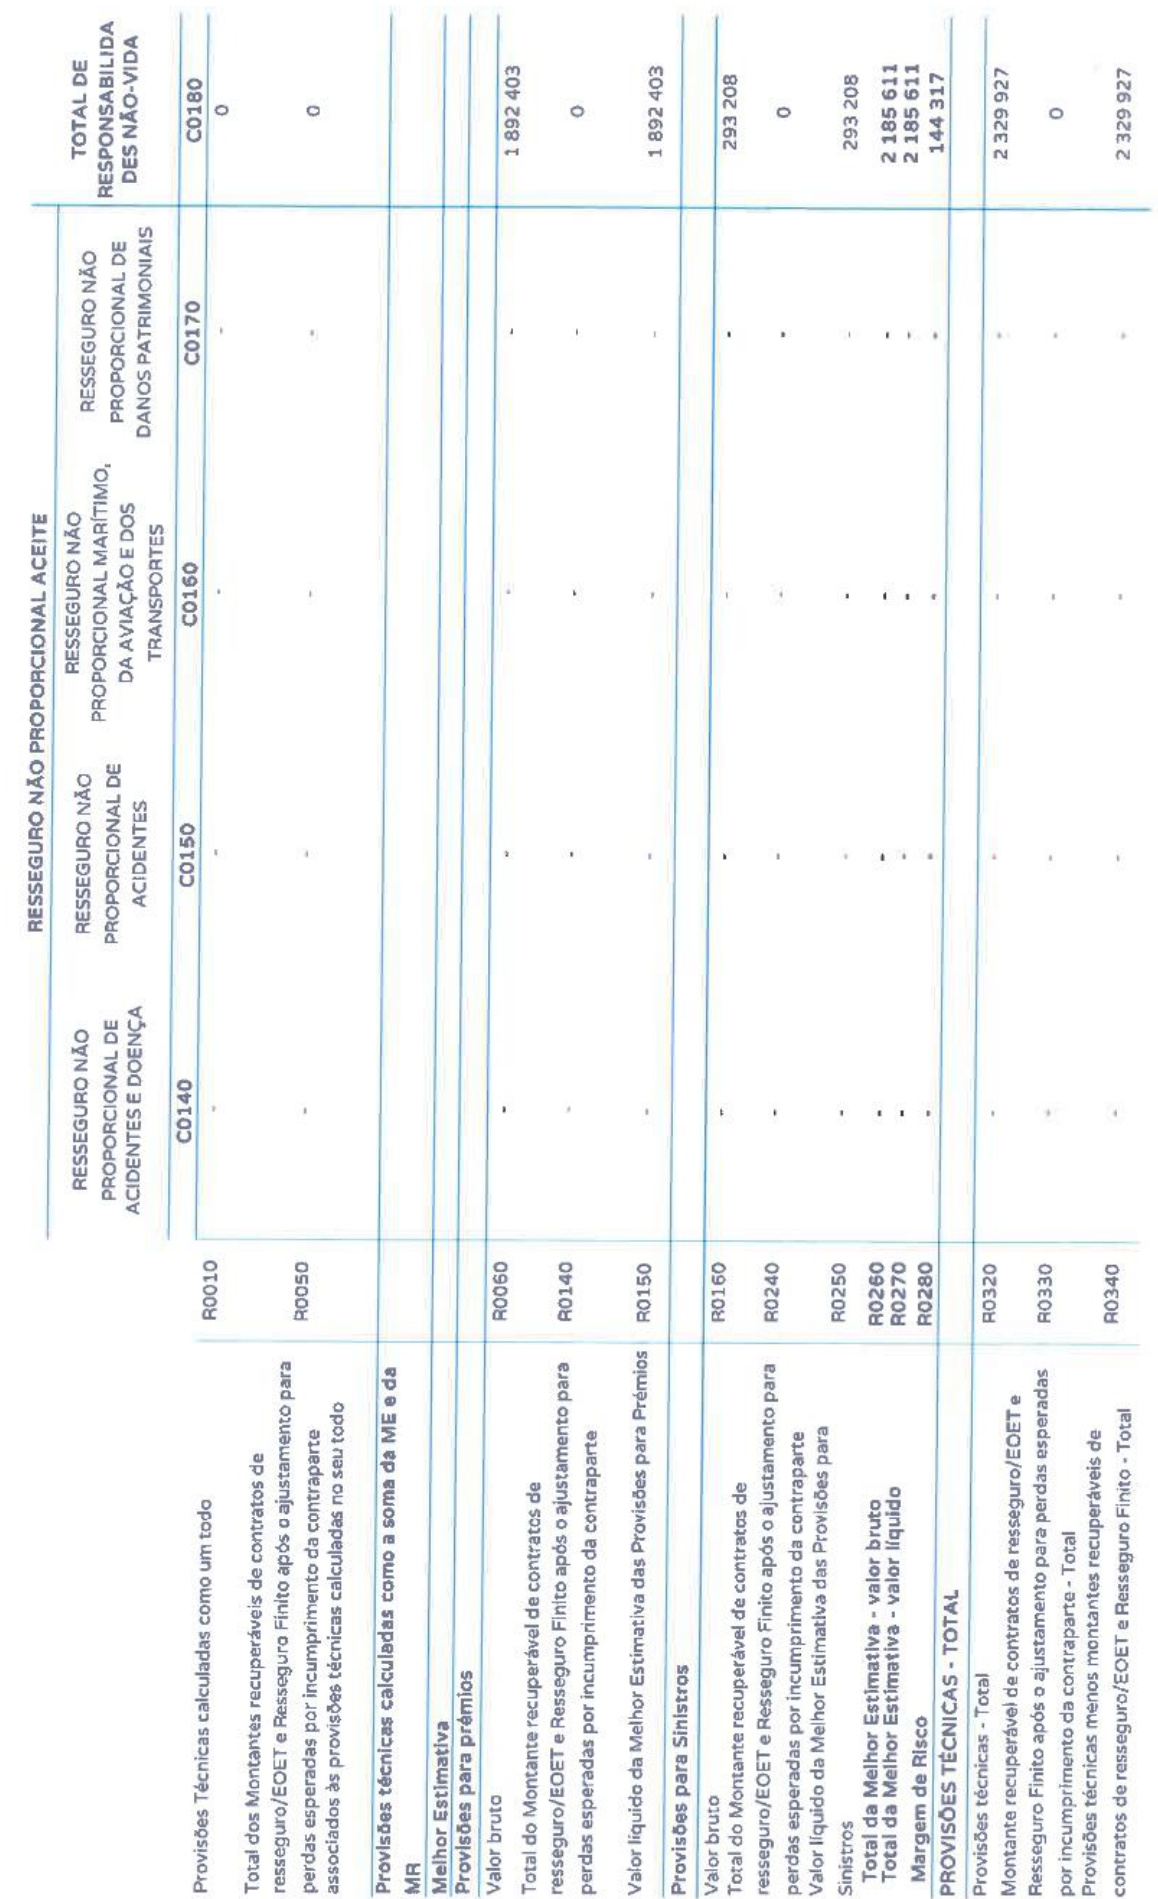 RESSEGURO NÃO PROPORCIONAL ACEITE
RESSEGURO NÃO
PROPORCIONAL DE
ACIDENTES E DOENÇA
RESSEGURO NÃO
PROPORCIONAL DE
ACIDENTES
RESSEGURO NÃO
PROPORCIONAL MARÍTIMO,
DA AVIAÇÃO E DOS
TRANSPORTES
RESSEGURO NÃO
PROPORCIONAL DE
DANOS PATRIMONIAIS
TOTAL DE
RESPONSABILIDA
DES NÃO-VIDA
C0140 C0150 C0160 C0170 C0180
Provisões Técnicas calculadas como um todo R0010 - - - - 0
Total dos Montantes recuperáveis de contratos de
resseguro/EOET e Resseguro Finito após o ajustamento para
perdas esperadas por incumprimento da contraparte
associados às provisões técnicas calculadas no seu todo
R0050 - - - - 0
Provisões técnicas calculadas como a soma da ME e da
MR
Melhor Estimativa
Provisões para prémios
Valor bruto R0060 - - - - 1 892 403
Total do Montante recuperável de contratos de
resseguro/EOET e Resseguro Finito após o ajustamento para
perdas esperadas por incumprimento da contraparte
R0140 - - - - 0
Valor líquido da Melhor Estimativa das Provisões para Prémios R0150 - - - - 1 892 403
Provisões para Sinistros
Valor bruto R0160 - - - - 293 208
Total do Montante recuperável de contratos de
resseguro/EOET e Resseguro Finito após o ajustamento para
perdas esperadas por incumprimento da contraparte
R0240 - - - - 0
Valor líquido da Melhor Estimativa das Provisões para
Sinistros R0250 - - - - 293 208
Total da Melhor Estimativa - valor bruto R0260 - - - - 2 185 611
Total da Melhor Estimativa - valor líquido R0270 - - - - 2 185 611
Margem de Risco R0280 - - - - 144 317
PROVISÕES TÉCNICAS - TOTAL
Provisões técnicas - Total R0320 - - - - 2 329 927
Montante recuperável de contratos de resseguro/EOET e
Resseguro Finito após o ajustamento para perdas esperadas
por incumprimento da contraparte - Total
R0330 - - - - 0
Provisões técnicas menos montantes recuperáveis de
contratos de resseguro/EOET e Resseguro Finito - Total R0340 - - - - 2 329 927